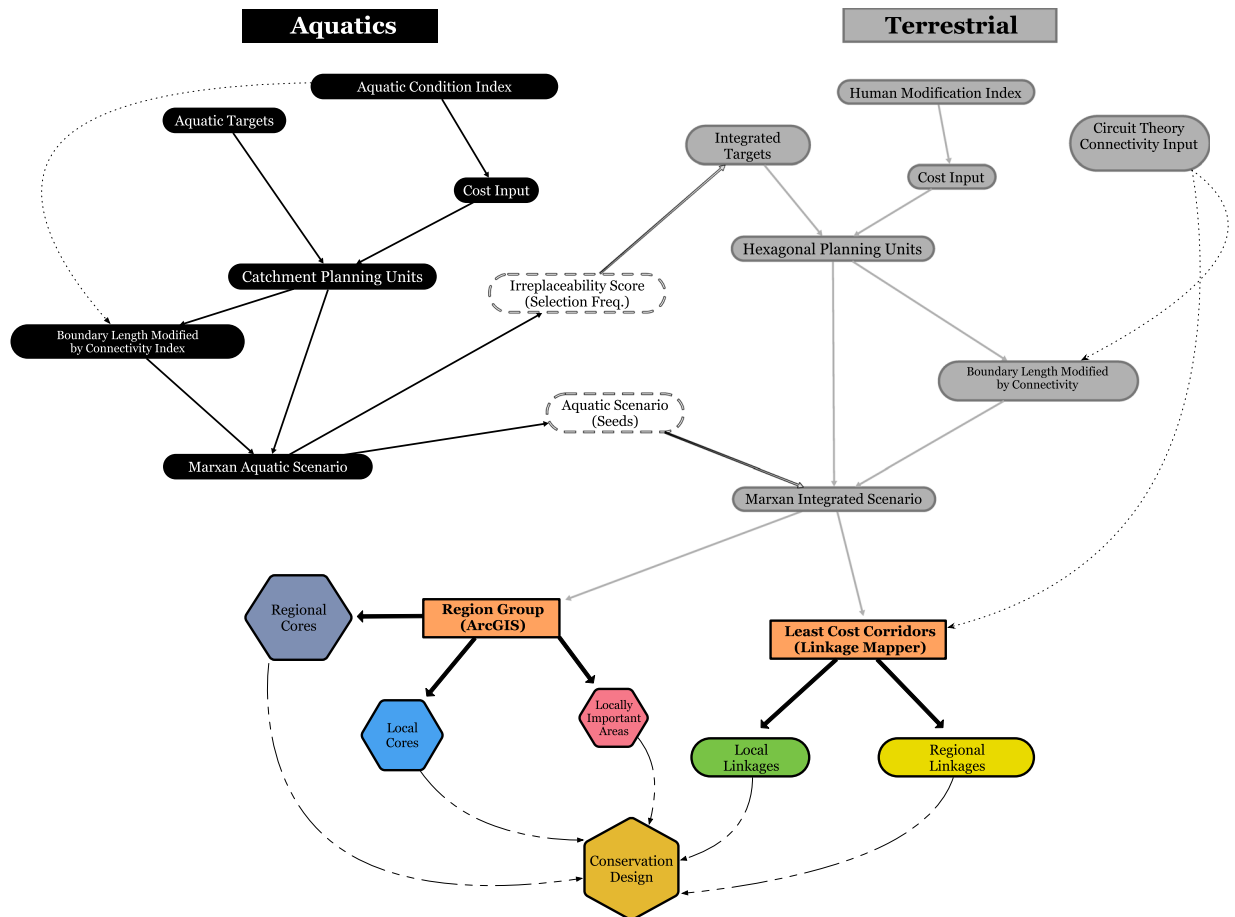 Aquatics
Terrestrial
Aquatic Condition Index
Aquatic Targets
Cost Input
Catchment Planning Units
Boundary Length Modified
by Connectivity Index
Marxan Aquatic Scenario
Irreplaceability Score
(Selection Freq.)
Aquatic Scenario
(Seeds)
Human Modification Index
Integrated
Targets
Circuit Theory
Connectivity Input
Cost Input
Hexagonal Planning Units
Boundary Length Modified
by Connectivity
Marxan Integrated Scenario
Regional
Cores
Region Group
(ArcGIS)
Least Cost Corridors
(Linkage Mapper)
Local
Cores
Locally
Important
Areas
Local
Linkages
Regional
Linkages
Conservation
Design